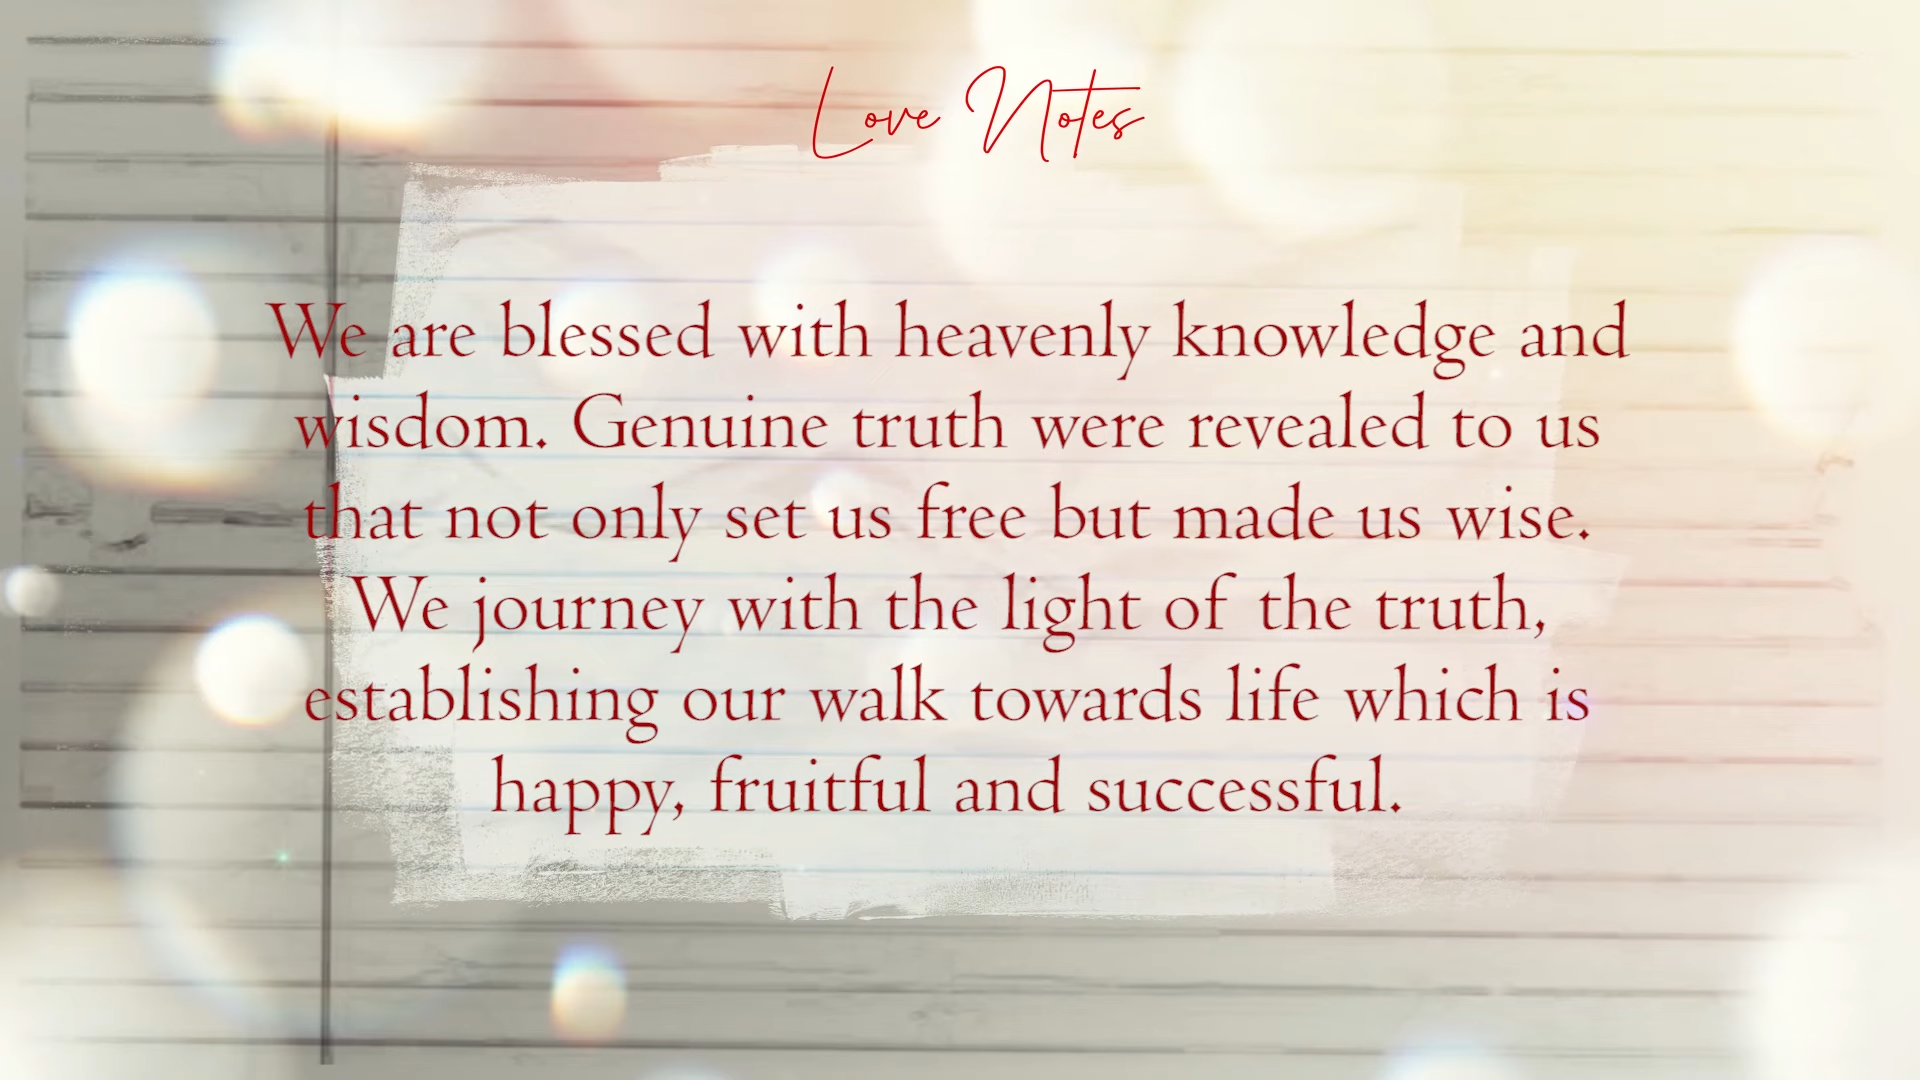 Love Notes
We are blessed with heavenly knowledge and
wisdom. Genuine truth were revealed to us
that not only set us free but made us wise.
We journey with the light of the truth,
establishing our walk towards life which is
happy, fruitful and successful.